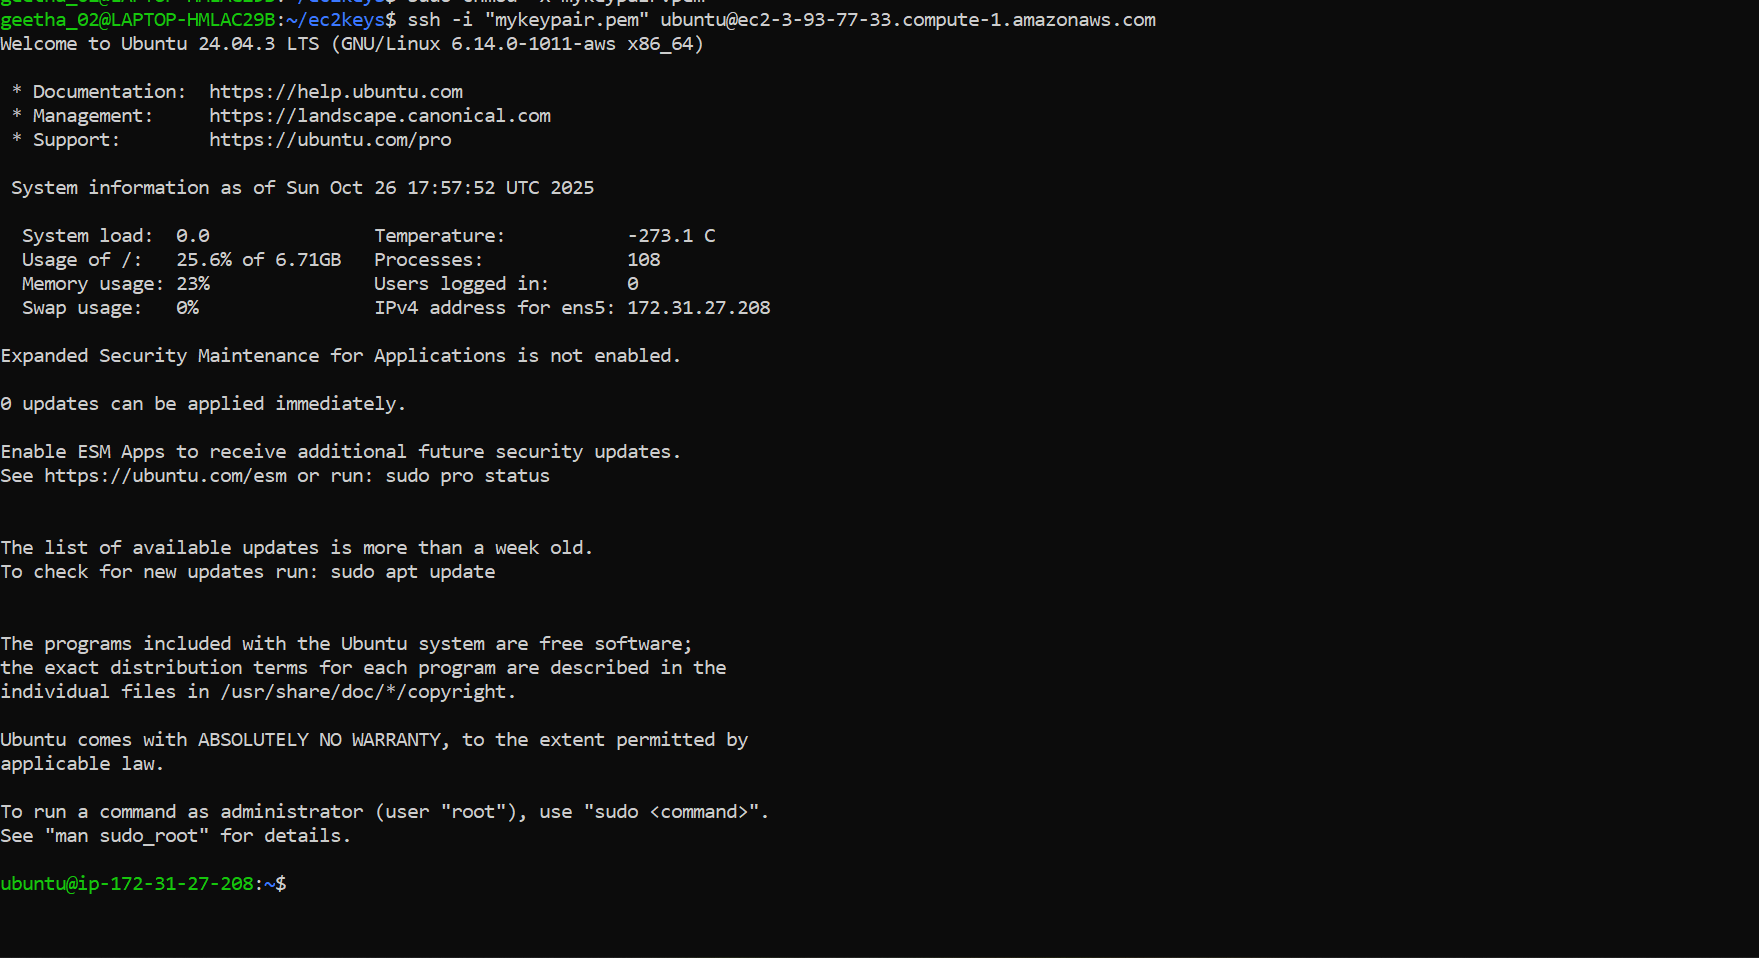 geetha_02@LAPTOP-HMLAC29B:~/ec2keys$ ssh -i "mykeypair.pem" ubuntu@ec2-3-93-77-33.compute-1.amazonaws.com
Welcome to Ubuntu 24.04.3 LTS (GNU/Linux 6.14.0-1011-aws x86_64)

 * Documentation:  https://help.ubuntu.com
 * Management:     https://landscape.canonical.com
 * Support:        https://ubuntu.com/pro

 System information as of Sun Oct 26 17:57:52 UTC 2025

  System load:  0.0               Temperature:           -273.1 C
  Usage of /:   25.6% of 6.71GB   Processes:             108
  Memory usage: 23%               Users logged in:       0
  Swap usage:   0%                IPv4 address for ens5: 172.31.27.208

Expanded Security Maintenance for Applications is not enabled.

0 updates can be applied immediately.

Enable ESM Apps to receive additional future security updates.
See https://ubuntu.com/esm or run: sudo pro status

The list of available updates is more than a week old.
To check for new updates run: sudo apt update

The programs included with the Ubuntu system are free software;
the exact distribution terms for each program are described in the
individual files in /usr/share/doc/*/copyright.

Ubuntu comes with ABSOLUTELY NO WARRANTY, to the extent permitted by
applicable law.

To run a command as administrator (user "root"), use "sudo <command>".
See "man sudo_root" for details.

ubuntu@ip-172-31-27-208:~$